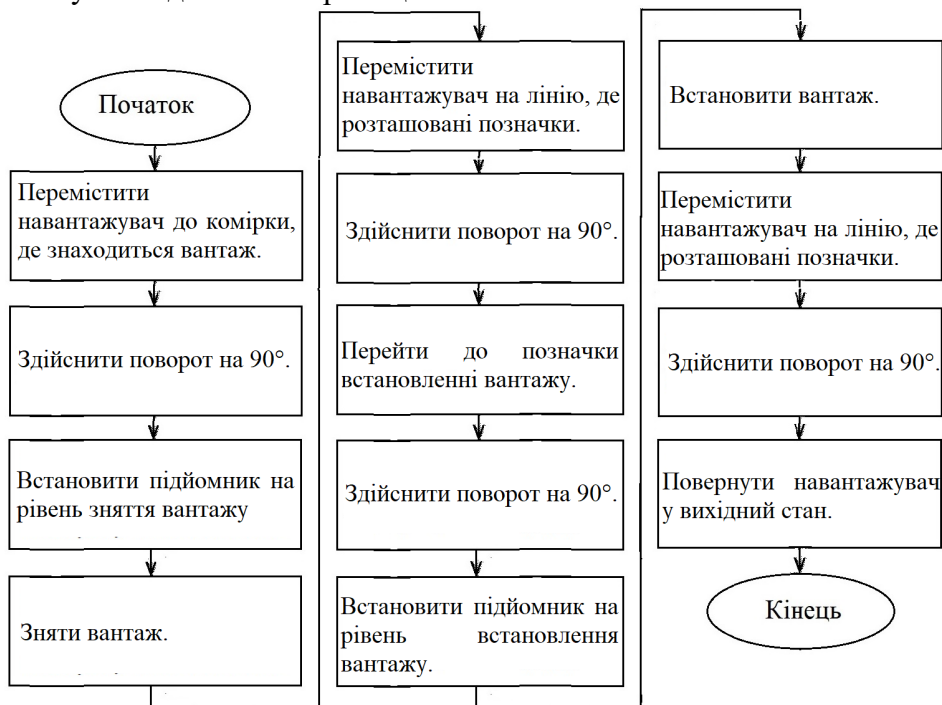 Початок
Перемістити
навантажувач до комірки,
де знаходиться вантаж.
Здійснити поворот на 90°.
Встановити підйомник на
рівень зняття вантажу
Зняти вантаж.
Перемістити
навантажувач на лінію, де
розташовані позначки.
Здійснити поворот на 90°.
Перейти до позначки
встановленні вантажу.
Здійснити поворот на 90°.
Встановити підйомник на
рівень встановлення
вантажу.
Встановити вантаж.
Перемістити
навантажувач на лінію, де
розташовані позначки.
Здійснити поворот на 90°.
Повернути навантажувач
у вихідний стан.
Кінець